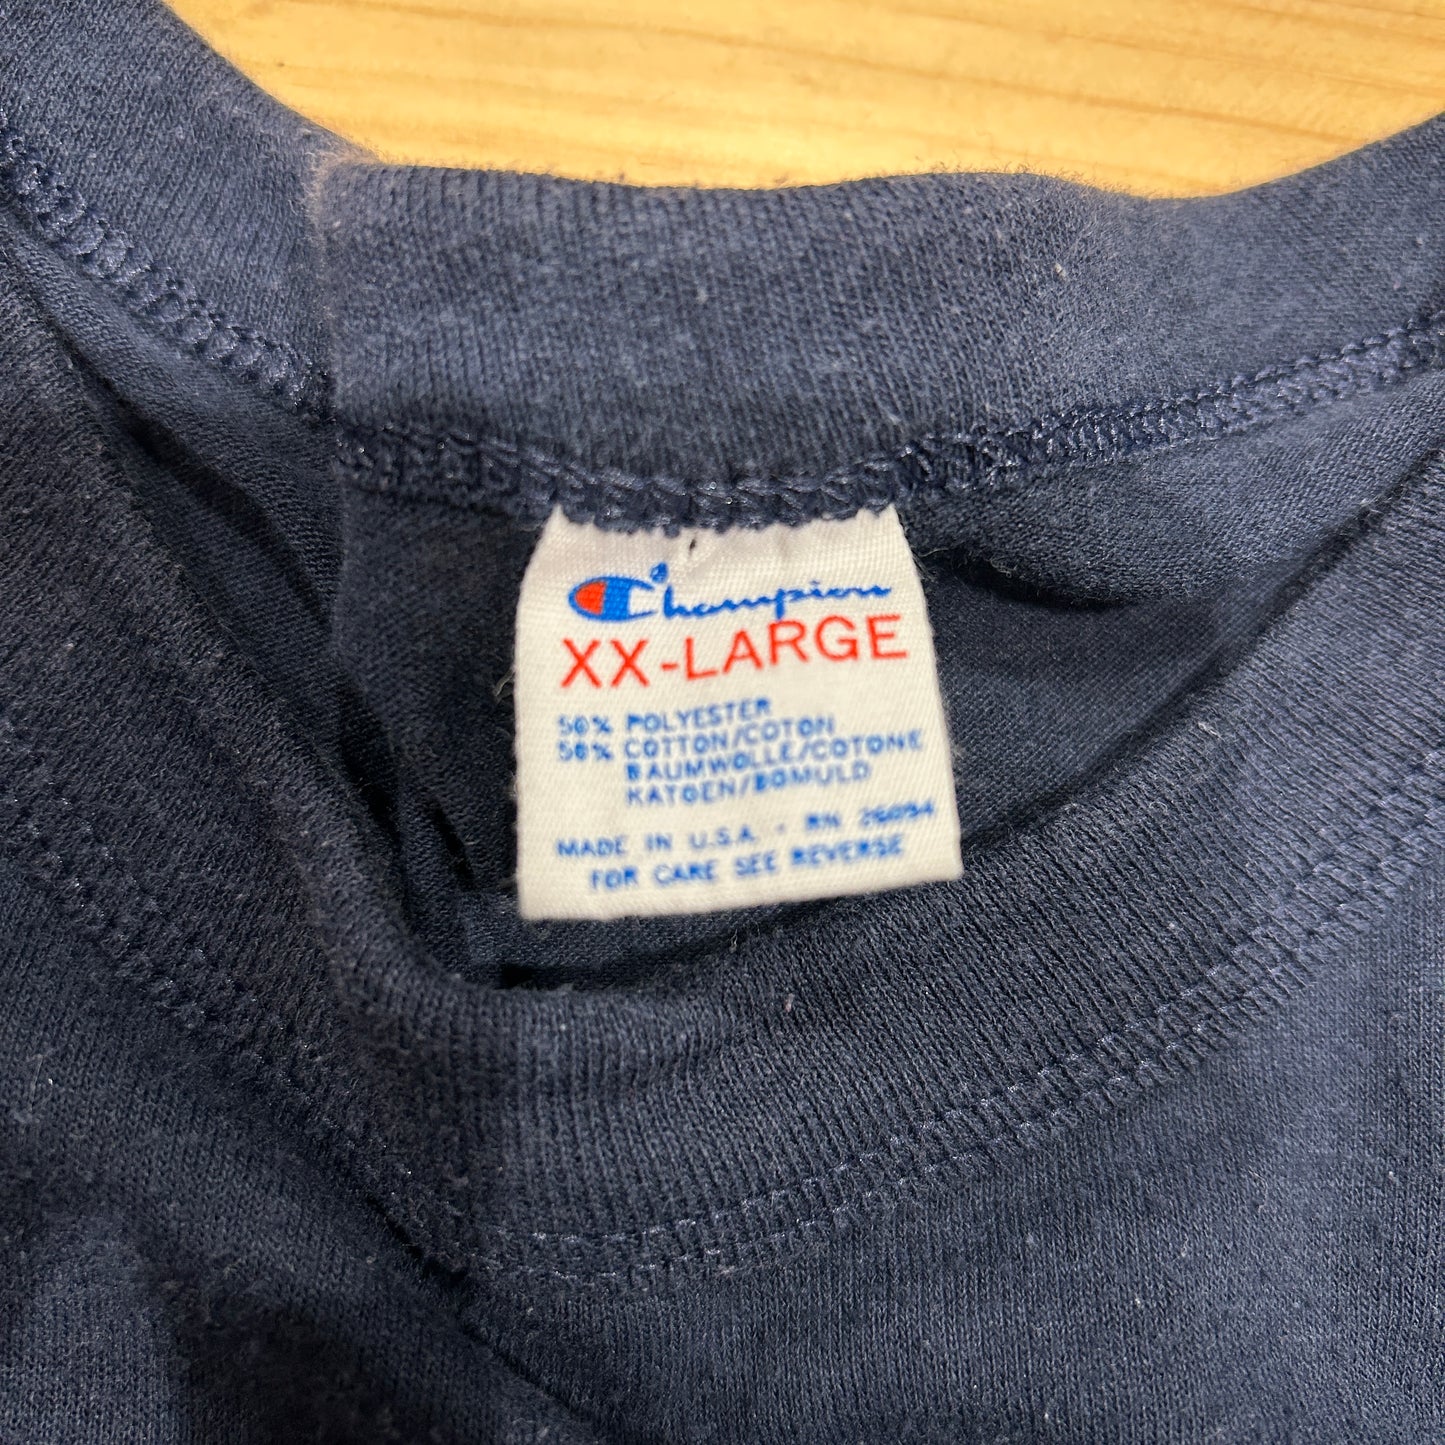 Champion
XX-LARGE
50% POLYESTER
50% COTTON/COTON
BAUMWOLLE/COTONE
KATOEN/BOMULD
MADE IN U.S.A. - RN 26094
FOR CARE SEE REVERSE